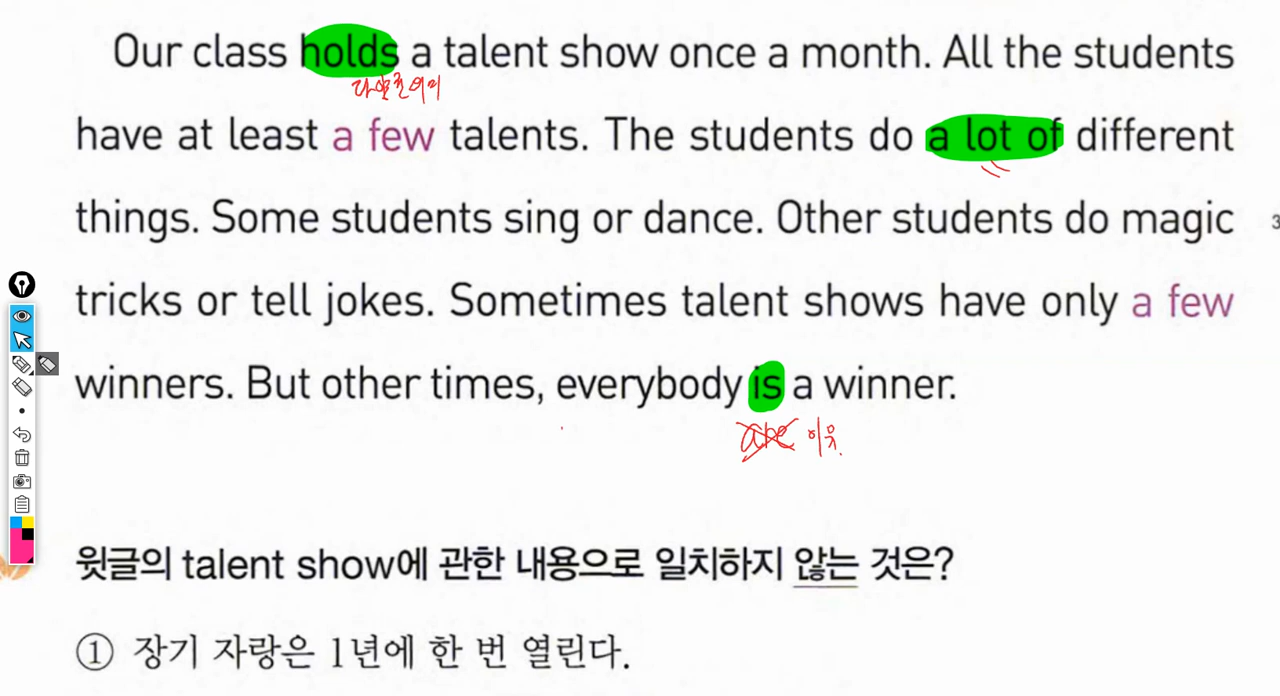 Our class holds a talent show once a month. All the students
have at least a few talents. The students do a lot of different
things. Some students sing or dance. Other students do magic
3
tricks or tell jokes. Sometimes talent shows have only a few
winners. But other times, everybody is a winner.
are 이유.
윗글의 talent show에 관한 내용으로 일치하지 않는 것은?
① 장기 자랑은 1년에 한 번 열린다.